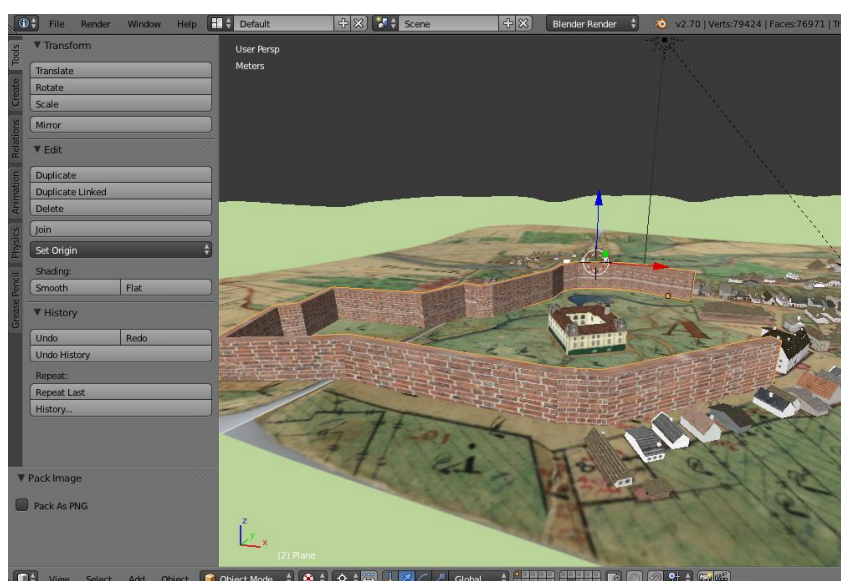 File Render Window Help Default Scene Blender Render v2.70 | Verts:79424 | Faces:76971 | Tr
Tools
Create
Relations
Animation
Physics
Grease Pencil
Transform
Translate
Rotate
Scale
Mirror
Edit
Duplicate
Duplicate Linked
Delete
Join
Set Origin
Shading:
Smooth Flat
History
Undo Redo
Undo History
Repeat:
Repeat Last
History...
Pack Image
Pack As PNG
User Persp
Meters
z
y
x
(2) Plane
View Select Add Object Object Mode Global